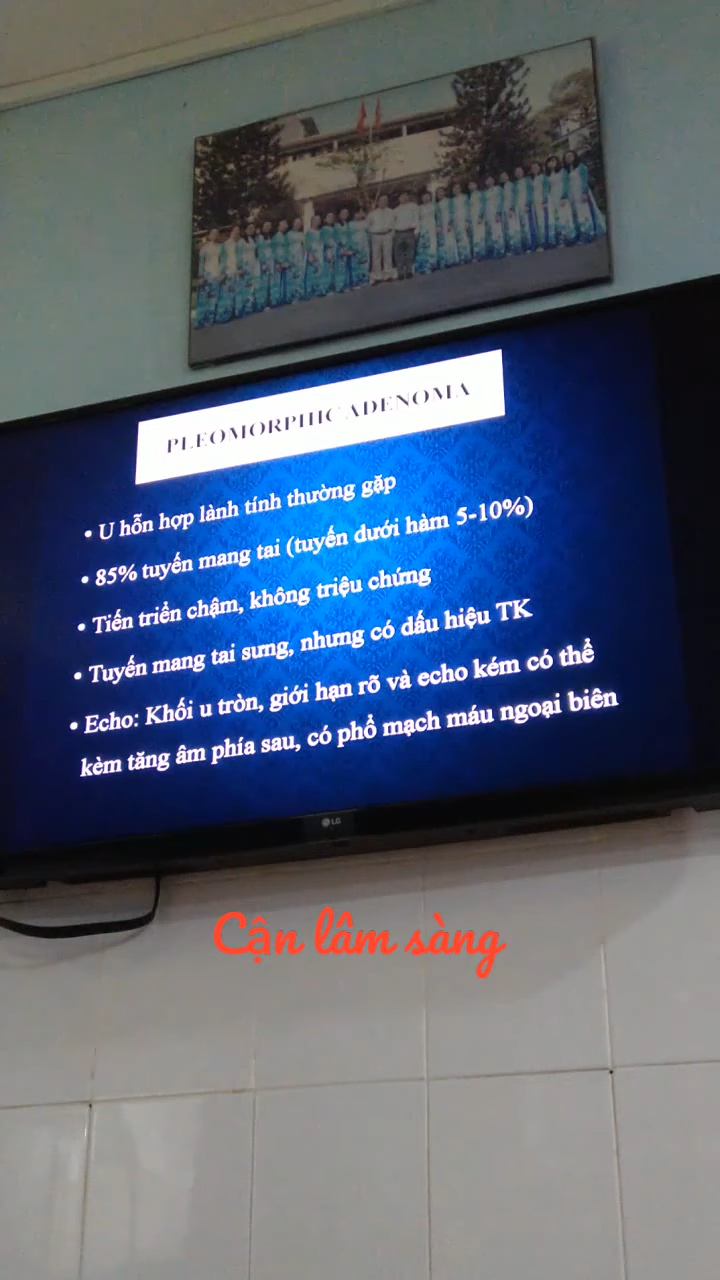 PLEOMORPHIC ADENOMA
• U hỗn hợp lành tính thường gặp
• 85% tuyến mang tai (tuyến dưới hàm 5-10%)
• Tiến triển chậm, không triệu chứng
• Tuyến mang tai sưng, nhưng có dấu hiệu TK
• Echo: Khối u tròn, giới hạn rõ và echo kém có thể
kèm tăng âm phía sau, có phổ mạch máu ngoại biên
LG
Cận lâm sàng